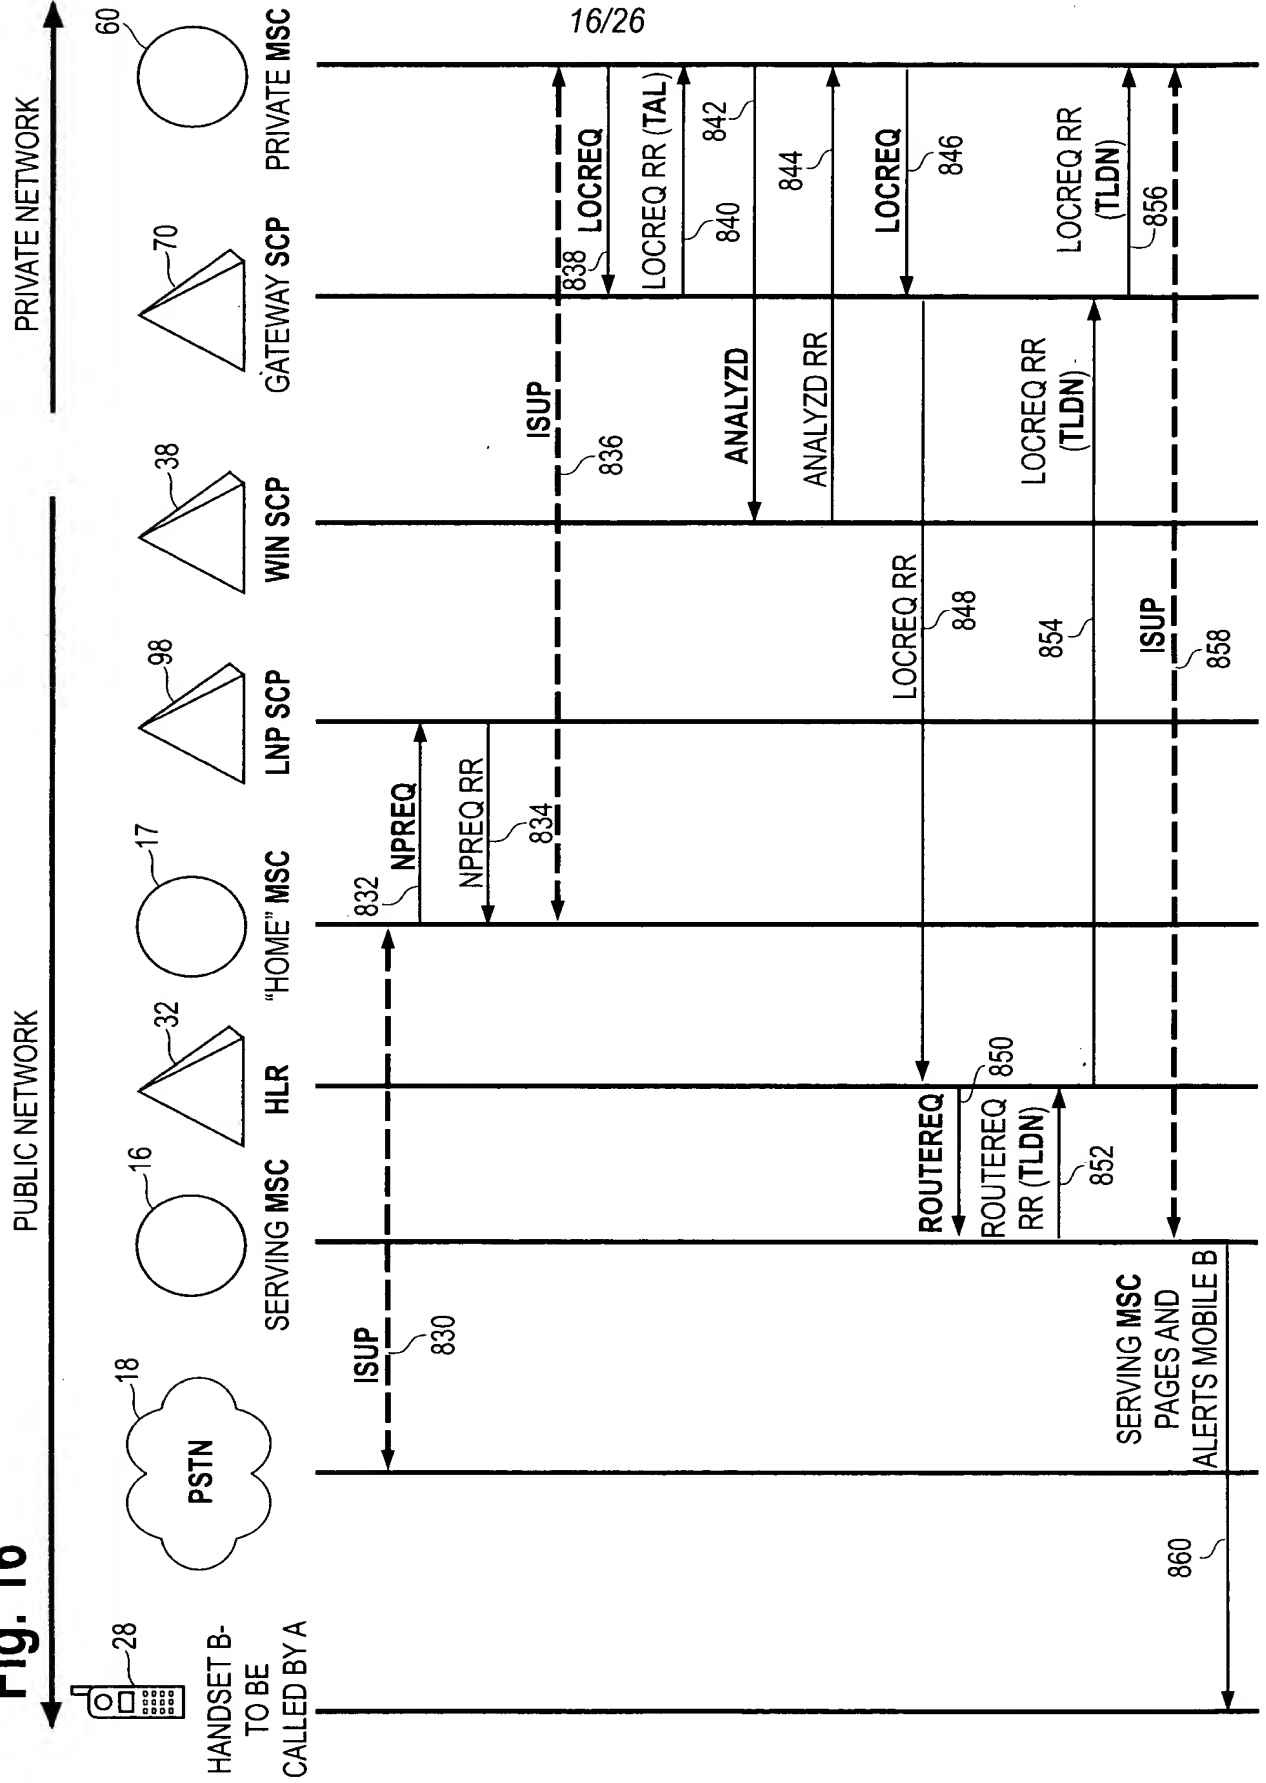 16/26
Fig. 16
PUBLIC NETWORK
PRIVATE NETWORK
28
HANDSET B-
TO BE
CALLED BY A
18
PSTN
16
SERVING MSC
32
HLR
17
"HOME" MSC
98
LNP SCP
38
WIN SCP
70
GATEWAY SCP
60
PRIVATE MSC
ISUP
830
832
NPREQ
NPREQ RR
834
ISUP
836
838
LOCREQ
LOCREQ RR (TAL)
840
842
ANALYZD
844
ANALYZD RR
LOCREQ
846
LOCREQ RR
848
ROUTEREQ
850
ROUTEREQ
RR (TLDN)
852
854
LOCREQ RR
(TLDN)
LOCREQ RR
(TLDN)
856
ISUP
858
SERVING MSC
PAGES AND
ALERTS MOBILE B
860